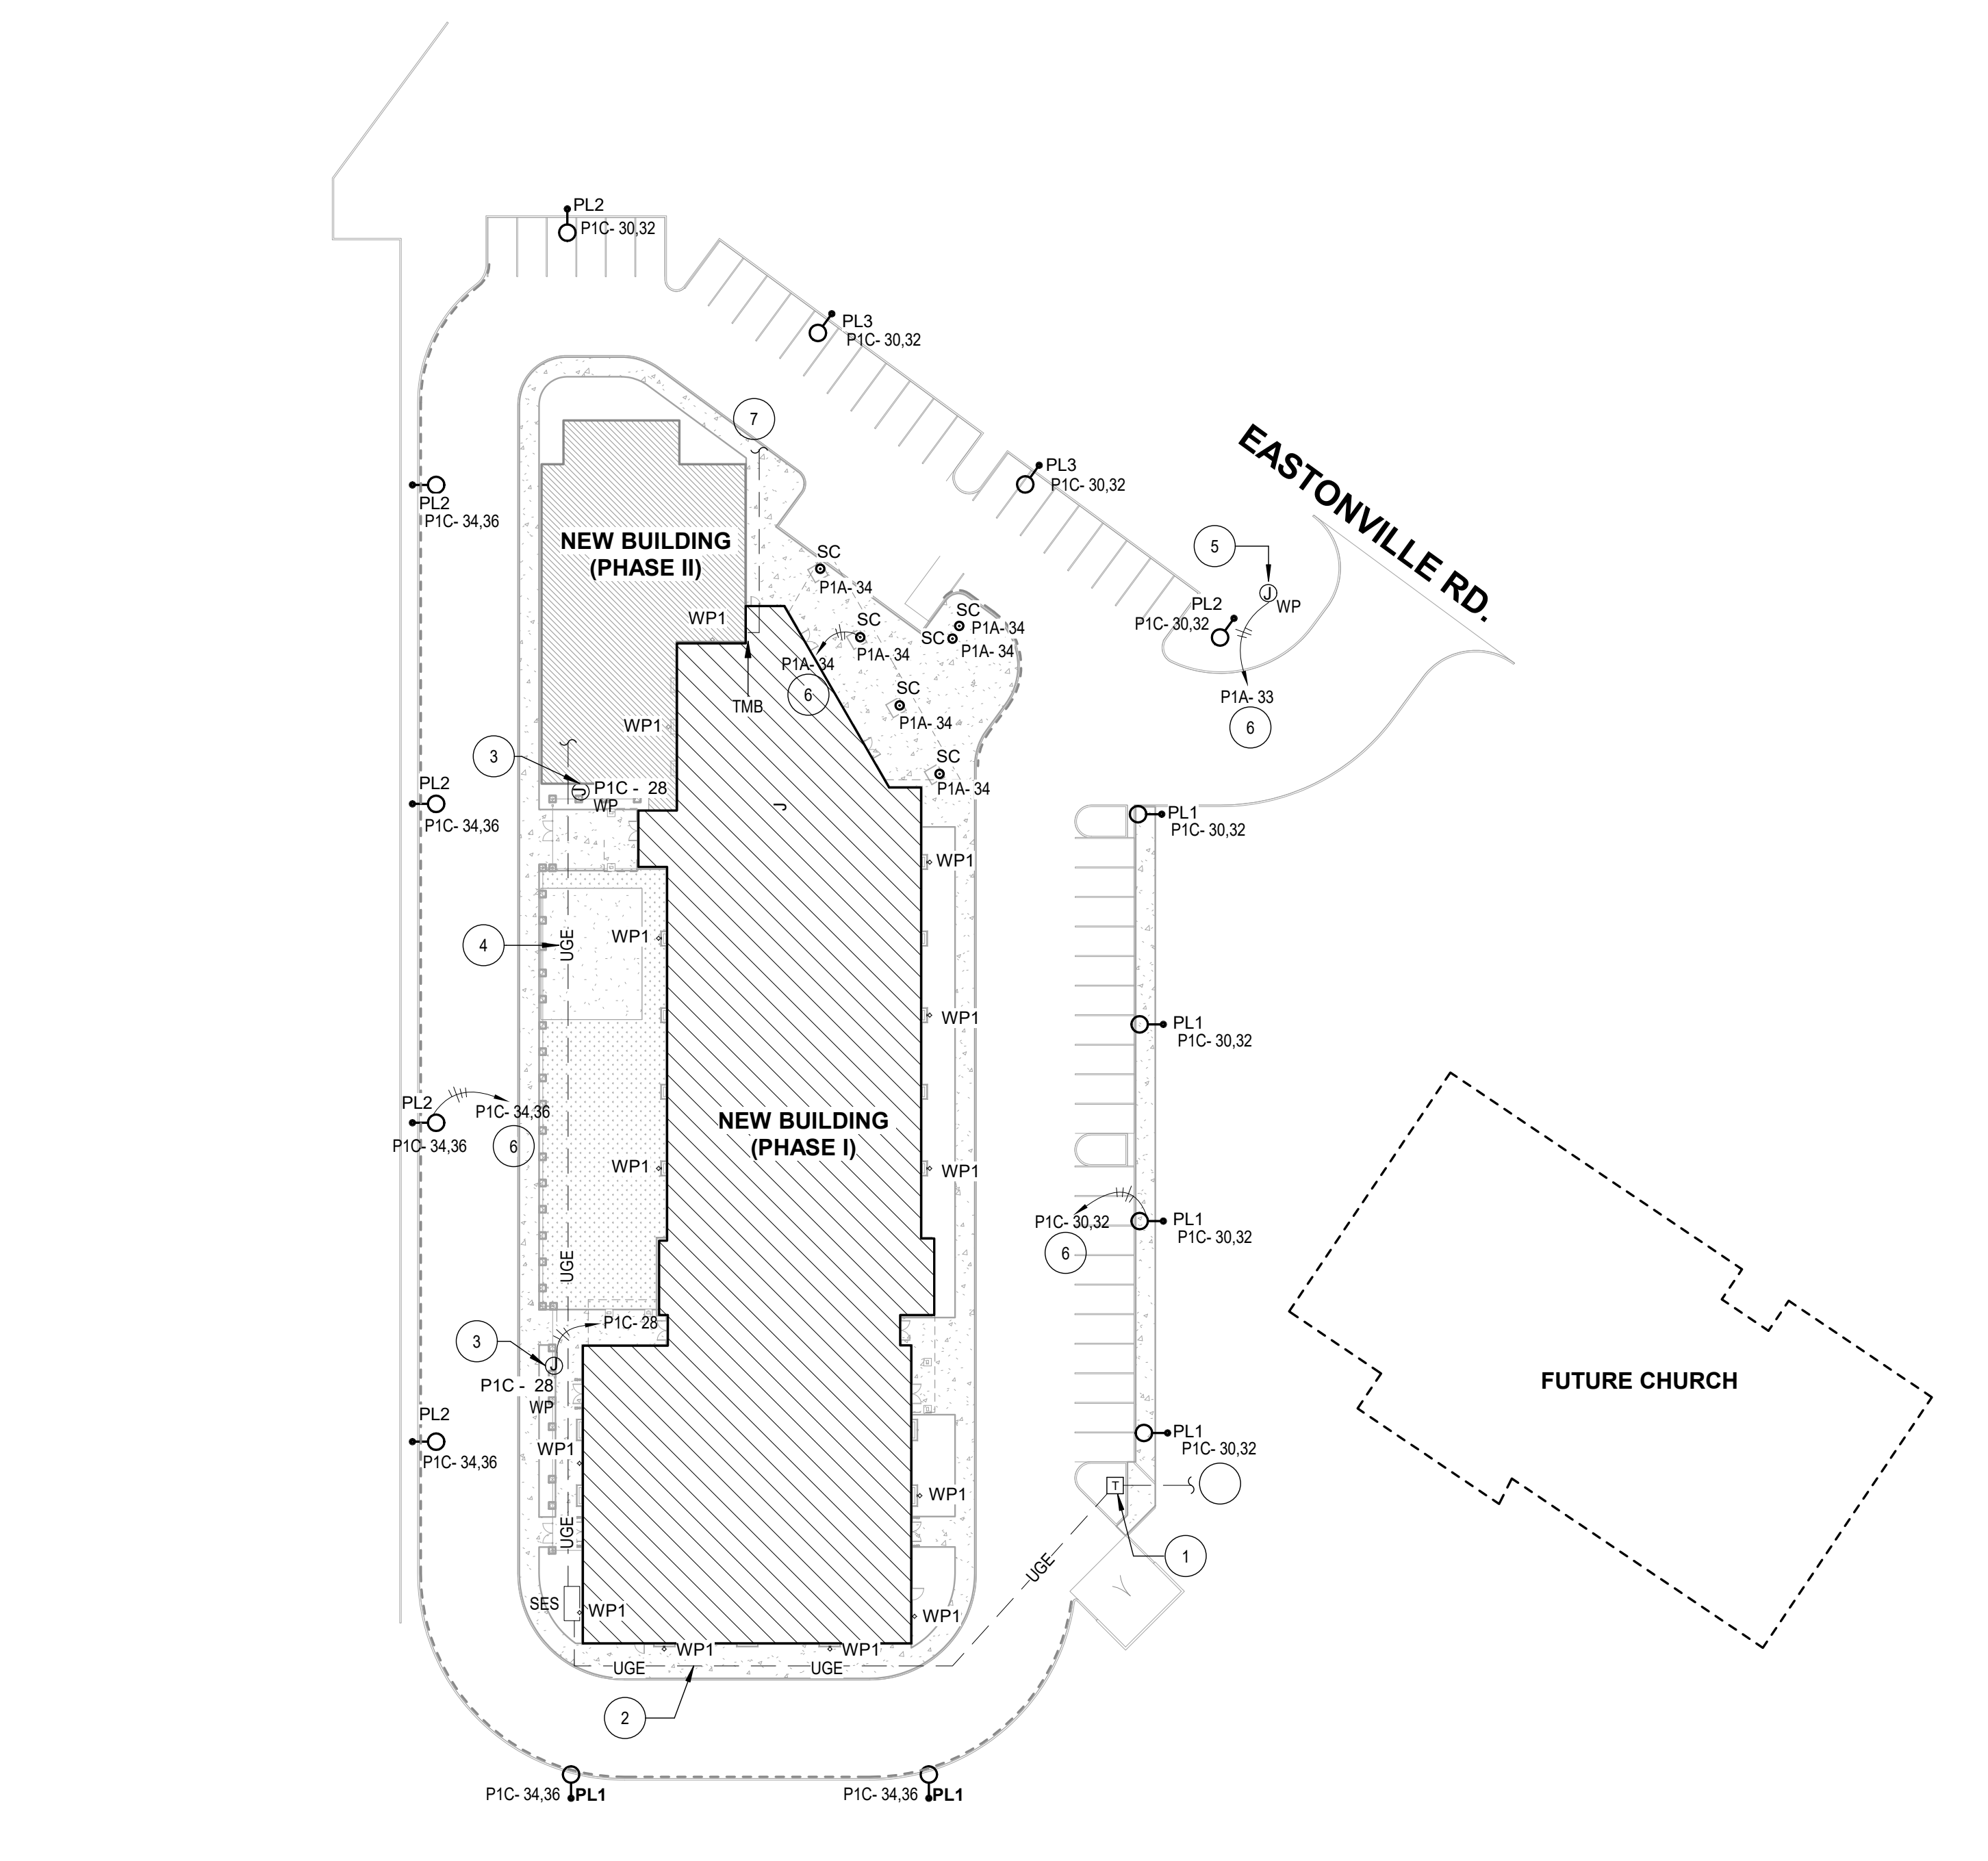 PL2
P1C- 30,32
PL3
P1C- 30,32
7
EASTONVILLE RD.
PL3
P1C- 30,32
PL2
P1C- 34,36
NEW BUILDING
(PHASE II)
5
J
WP
PL2
P1C- 30,32
SC
P1A- 34
SC
P1A- 34
SC
P1A- 34
SC
P1A- 34
P1A- 34
6
WP1
TMB
SC
P1A- 34
P1A- 33
6
WP1
3
J
P1C - 28
WP
SC
P1A- 34
J
PL2
P1C- 34,36
PL1
P1C- 30,32
WP1
4
UGE
WP1
WP1
PL1
P1C- 30,32
PL2
P1C- 34,36
P1C- 34,36
6
NEW BUILDING
(PHASE I)
WP1
WP1
P1C- 30,32
6
PL1
P1C- 30,32
UGE
3
J
P1C- 28
P1C - 28
WP
FUTURE CHURCH
PL2
P1C- 34,36
WP1
PL1
P1C- 30,32
WP1
T
UGE
1
UGE
SES
WP1
WP1
WP1
WP1
UGE
UGE
2
P1C- 34,36
PL1
P1C- 34,36
PL1